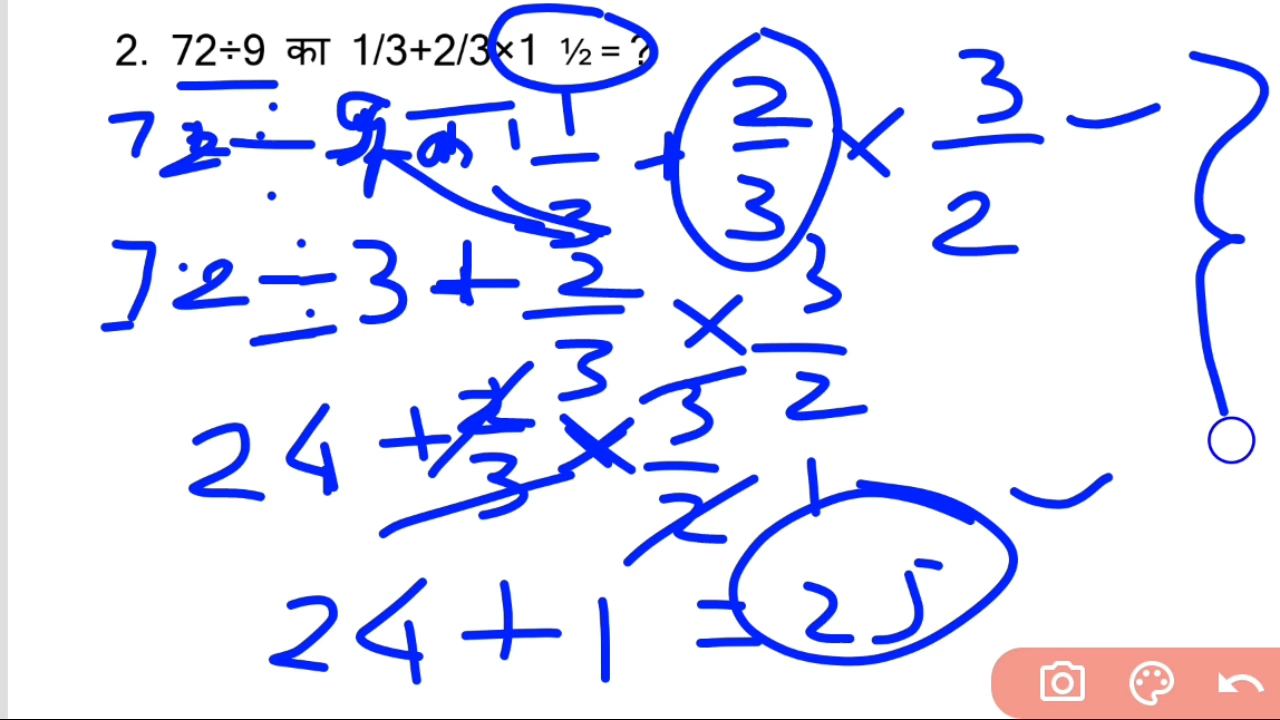 2. 72÷9 का 1/3+2/3×1 ½ = ?
72 ÷ 9 का 1/3 + 2/3 × 3/2
72 ÷ 3 + 2/3 × 3/2
24 + 2/3 × 3/2 1
24 + 1 = 25